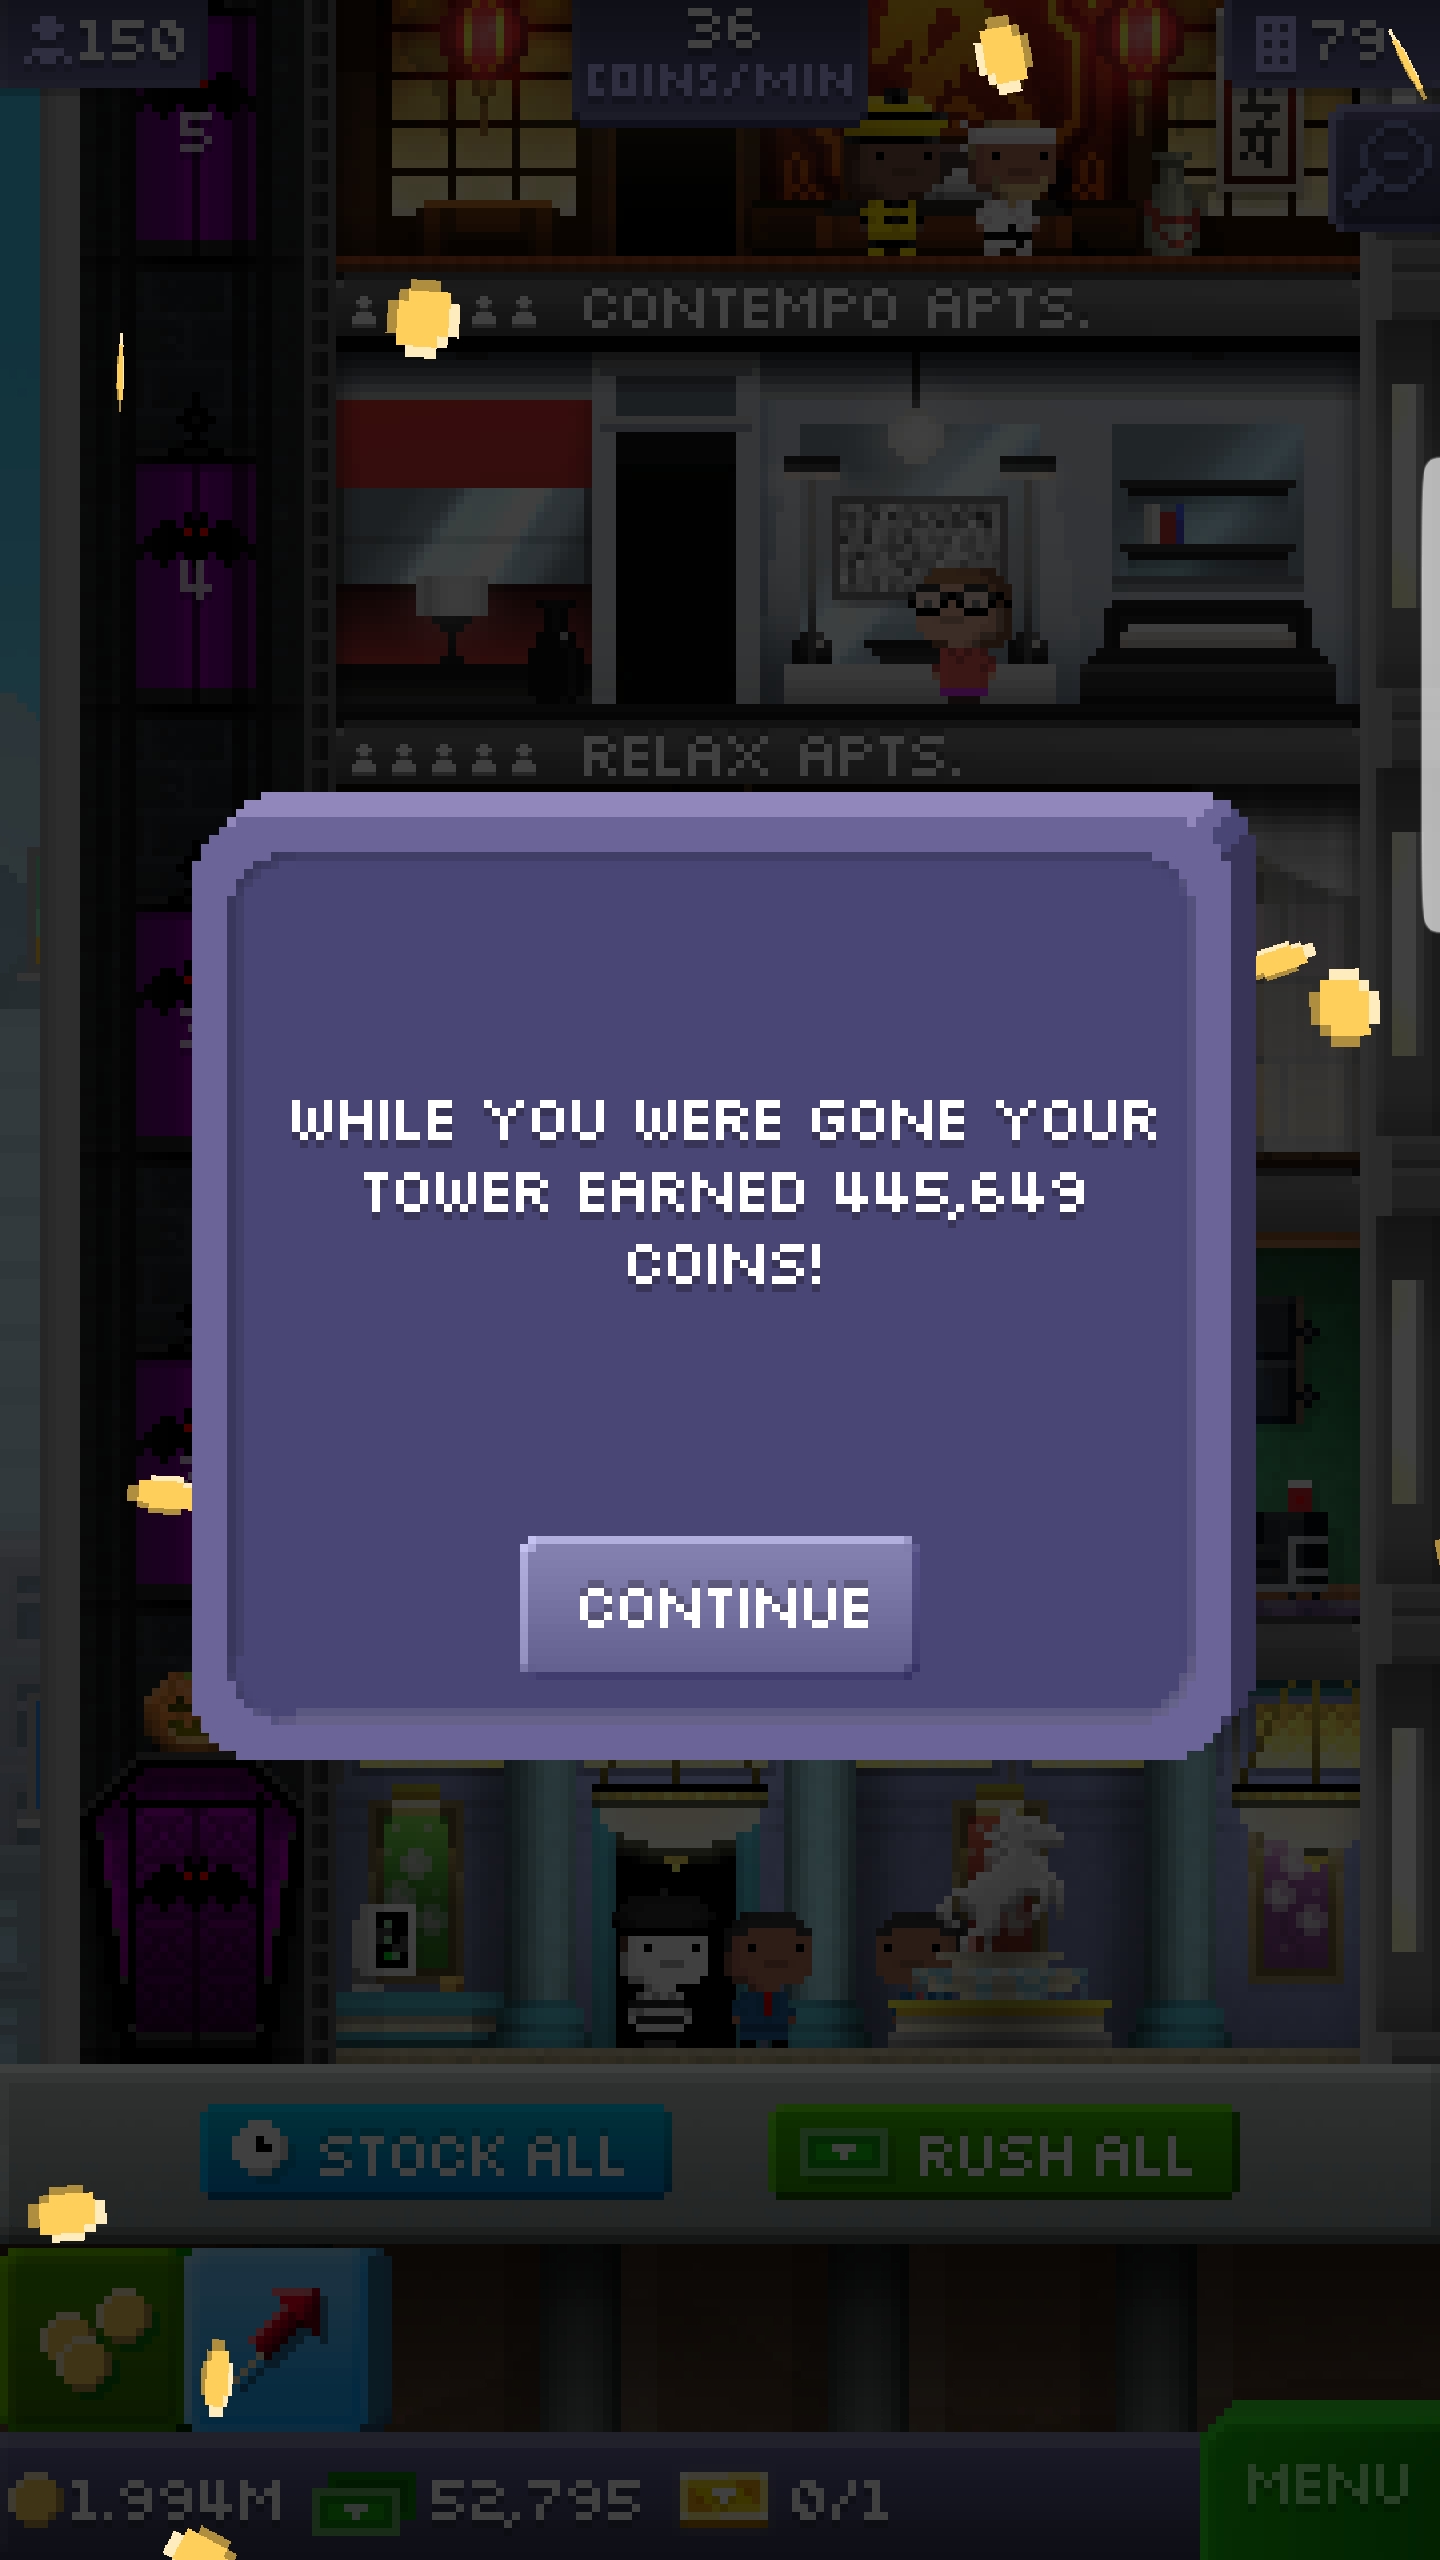 150
36
COINS/MIN
79
5
CONTEMPO APTS.
4
RELAX APTS.
WHILE YOU WERE GONE YOUR
TOWER EARNED 445,649
COINS!
CONTINUE
STOCK ALL
RUSH ALL
1.994M
52,795
0/1
MENU